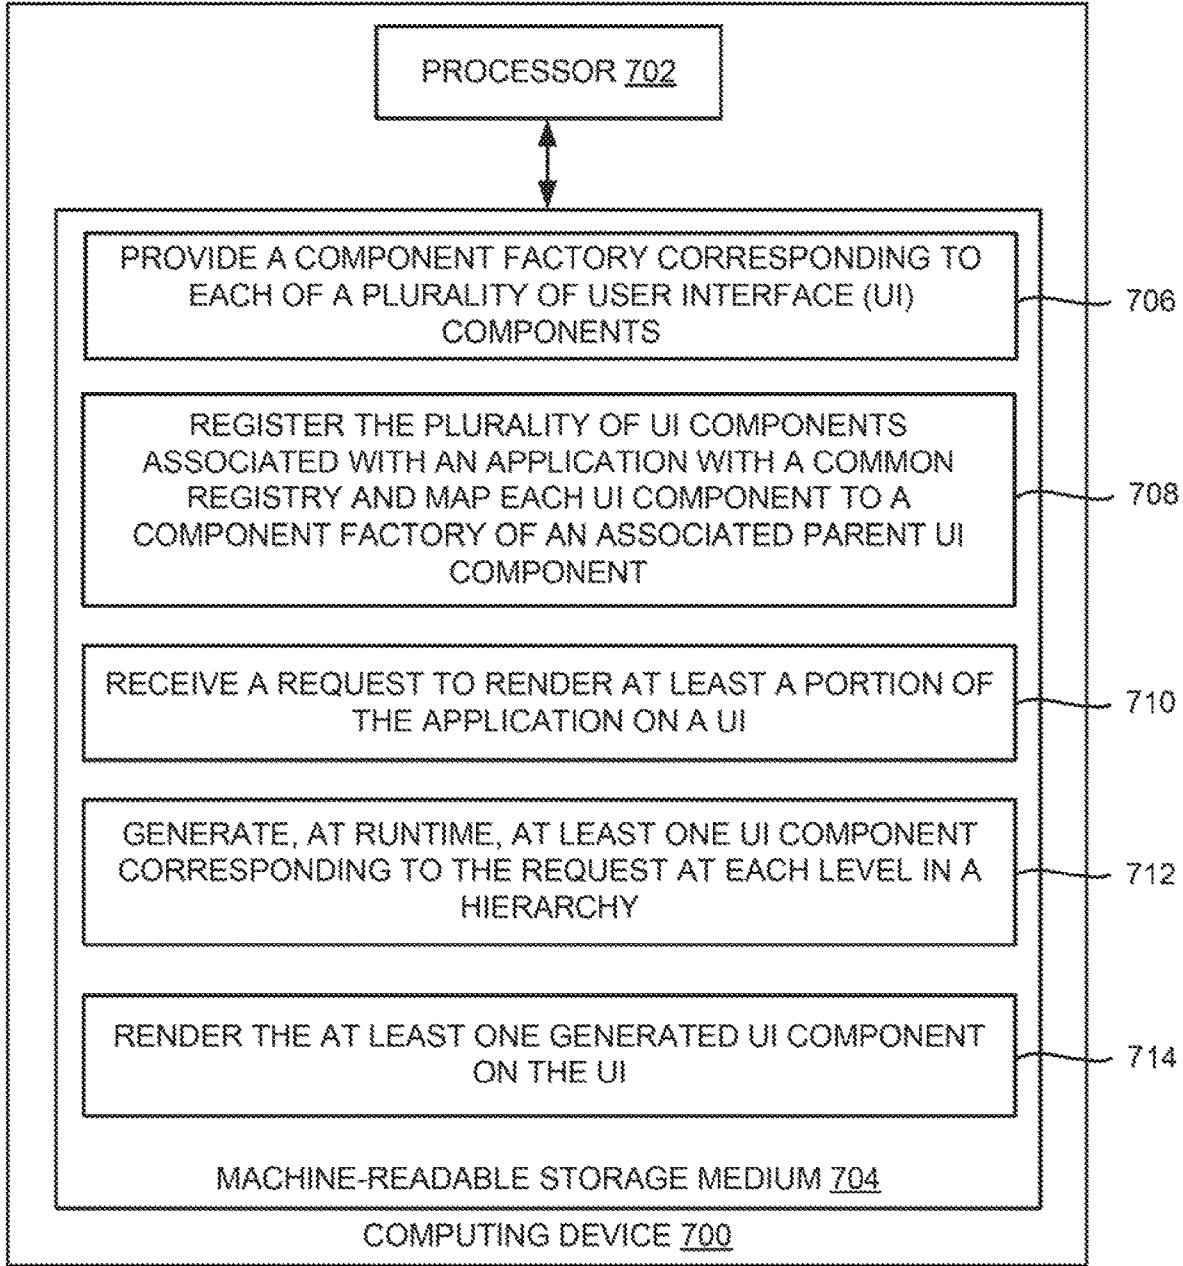 PROCESSOR 702
PROVIDE A COMPONENT FACTORY CORRESPONDING TO
EACH OF A PLURALITY OF USER INTERFACE (UI)
COMPONENTS
706
REGISTER THE PLURALITY OF UI COMPONENTS
ASSOCIATED WITH AN APPLICATION WITH A COMMON
REGISTRY AND MAP EACH UI COMPONENT TO A
COMPONENT FACTORY OF AN ASSOCIATED PARENT UI
COMPONENT
708
RECEIVE A REQUEST TO RENDER AT LEAST A PORTION OF
THE APPLICATION ON A UI
710
GENERATE, AT RUNTIME, AT LEAST ONE UI COMPONENT
CORRESPONDING TO THE REQUEST AT EACH LEVEL IN A
HIERARCHY
712
RENDER THE AT LEAST ONE GENERATED UI COMPONENT
ON THE UI
714
MACHINE-READABLE STORAGE MEDIUM 704
COMPUTING DEVICE 700